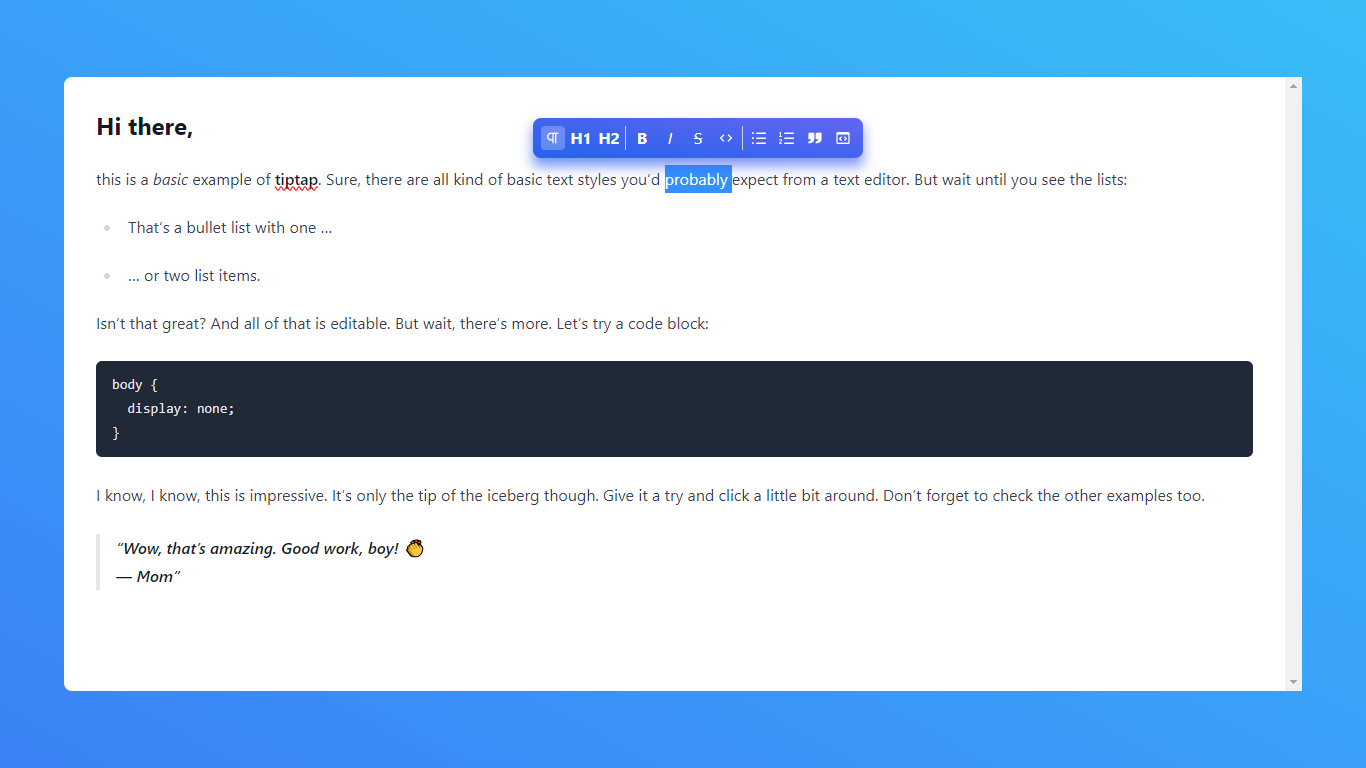 Hi there,
H1 H2 B I S
this is a basic example of tiptap. Sure, there are all kind of basic text styles you’d probably expect from a text editor. But wait until you see the lists:
That’s a bullet list with one …
… or two list items.
Isn’t that great? And all of that is editable. But wait, there’s more. Let’s try a code block:
body {
  display: none;
}
I know, I know, this is impressive. It’s only the tip of the iceberg though. Give it a try and click a little bit around. Don’t forget to check the other examples too.
“Wow, that’s amazing. Good work, boy! 👏
— Mom”